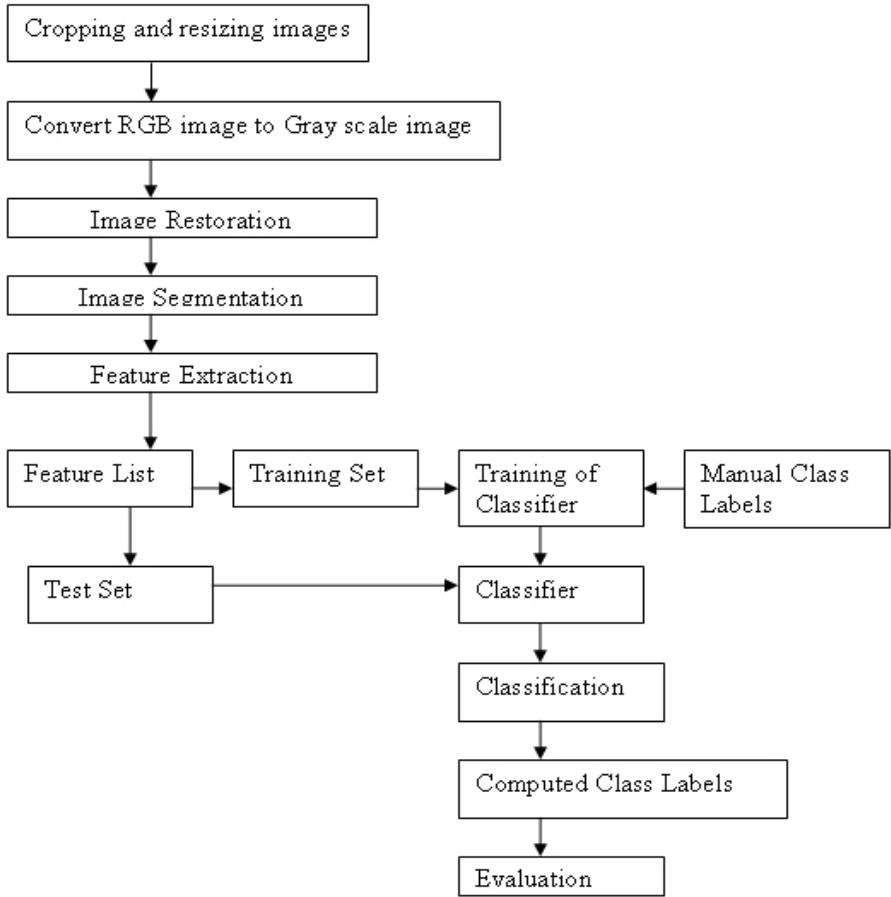 Cropping and resizing images
Convert RGB image to Gray scale image
Image Restoration
Image Segmentation
Feature Extraction
Feature List
Training Set
Training of
Classifier
Manual Class
Labels
Test Set
Classifier
Classification
Computed Class Labels
Evaluation